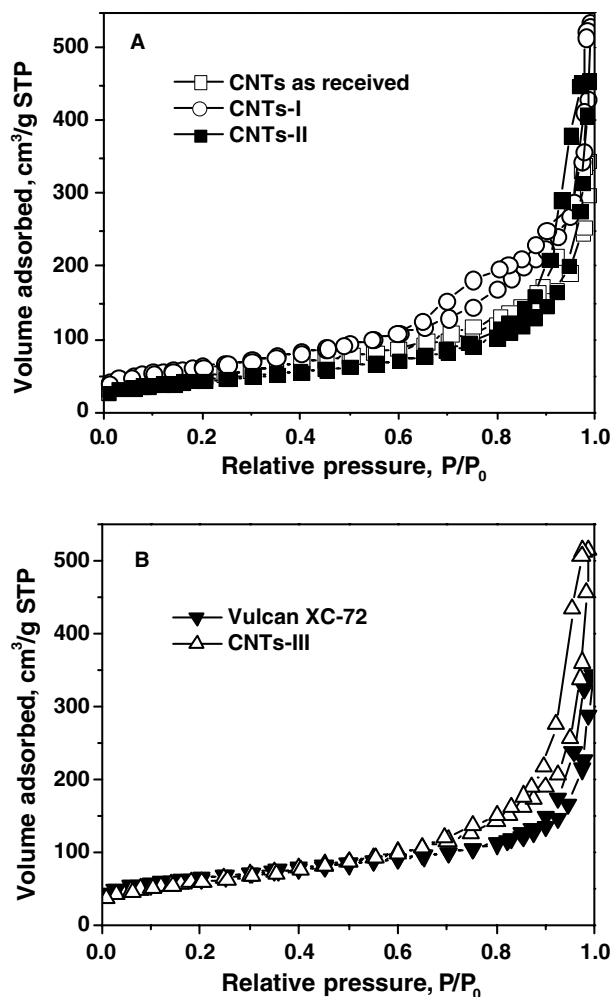 A
CNTs as received
CNTs-I
CNTs-II
500
400
300
200
100
0
0.0 0.2 0.4 0.6 0.8 1.0
Volume adsorbed, cm³/g STP
Relative pressure, P/P₀
B
Vulcan XC-72
CNTs-III
500
400
300
200
100
0
0.0 0.2 0.4 0.6 0.8 1.0
Volume adsorbed, cm³/g STP
Relative pressure, P/P₀